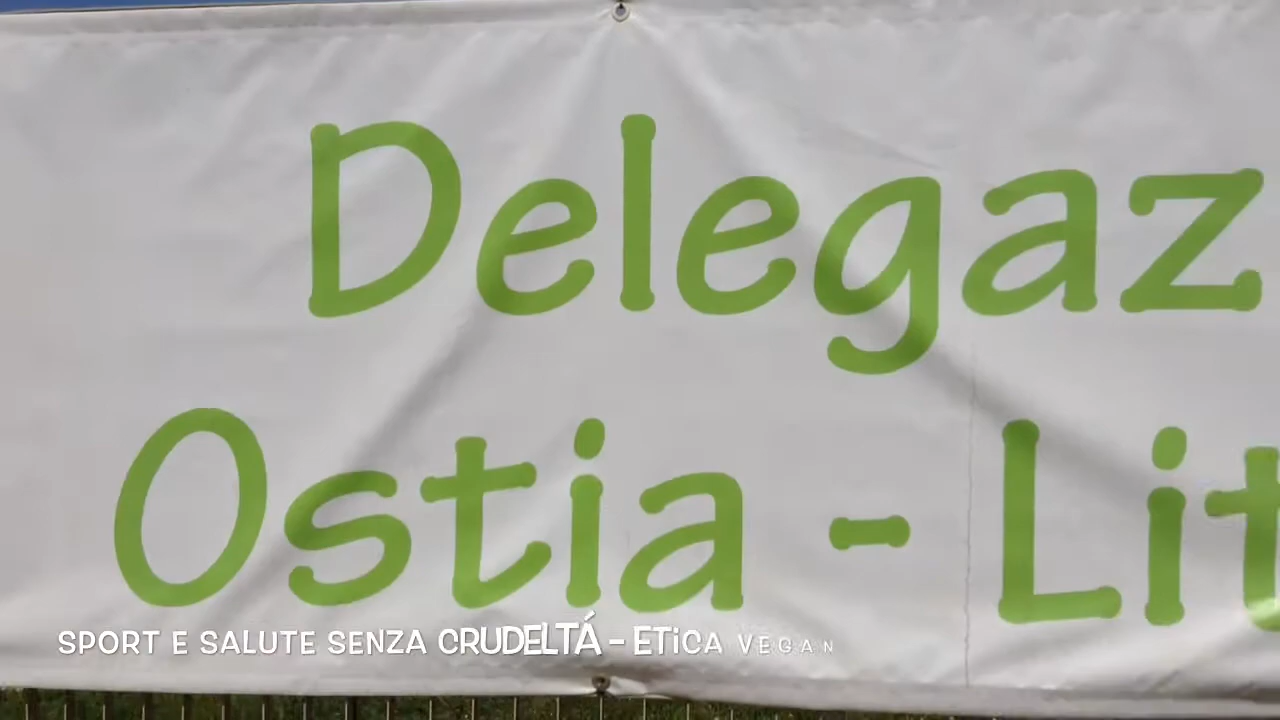 Delegaz
Ostia - Lit
SPORT E SALUTE SENZA CRUDELTÁ - ETiCA VEGAN